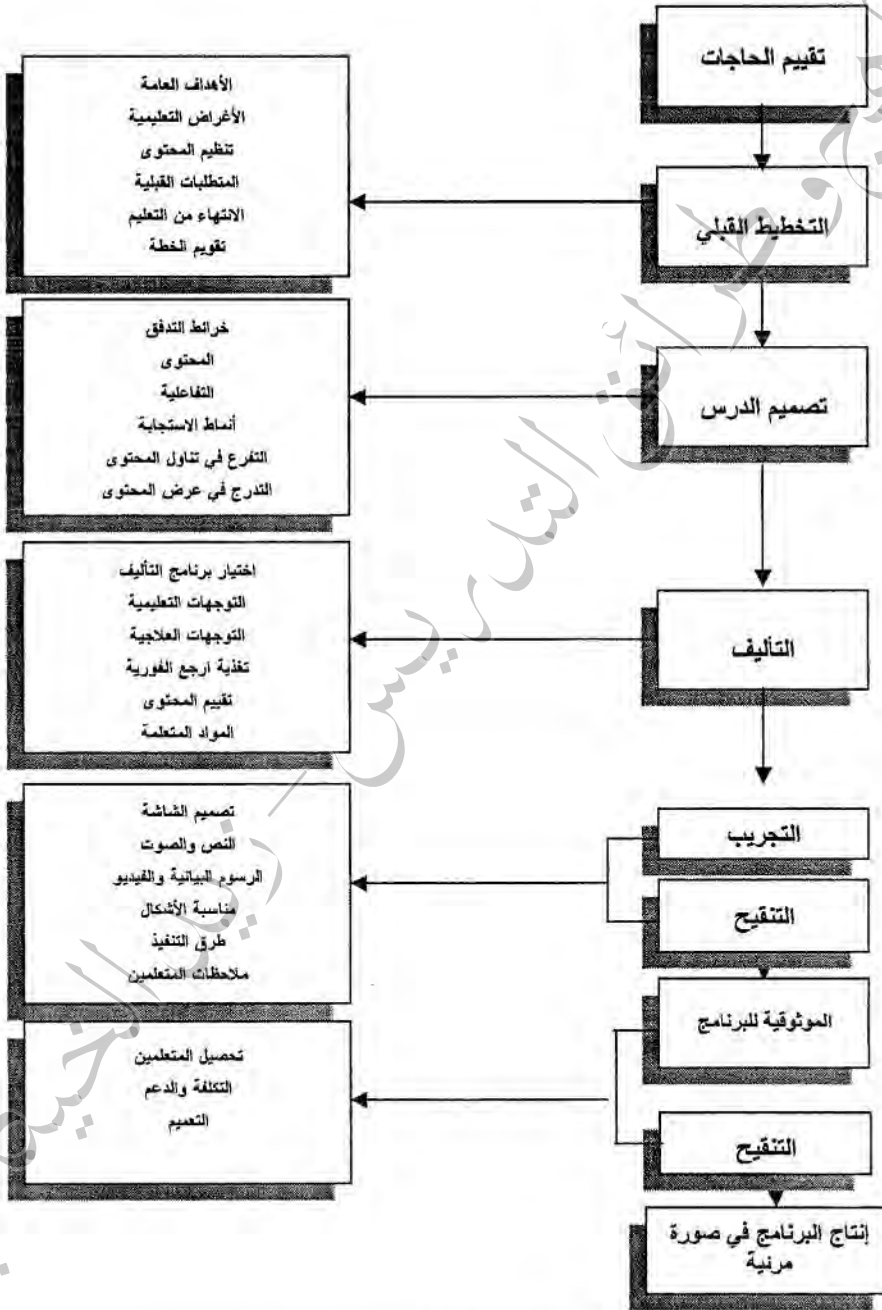 تقييم الحاجات
التخطيط القبلي
الأهداف العامة
الأغراض التعليمية
تنظيم المحتوى
المتطلبات القبلية
الانتهاء من التعليم
تقويم الخطة
تصميم الدرس
خرائط التدفق
المحتوى
التفاعلية
أنماط الاستجابة
التفرع في تناول المحتوى
التدرج في عرض المحتوى
التأليف
اختيار برنامج التأليف
التوجهات التعليمية
التوجهات العلاجية
تغذية ارجع الفورية
تقييم المحتوى
المواد المتعلمة
التجريب
التنقيح
تصميم الشاشة
النص والصوت
الرسوم البيانية والفيديو
مناسبة الأشكال
طرق التنفيذ
ملاحظات المتعلمين
الموثوقية للبرنامج
التنقيح
تحصيل المتعلمين
التكلفة والدعم
التعميم
إنتاج البرنامج في صورة
مرنية
وطرائق التدريس - زيد